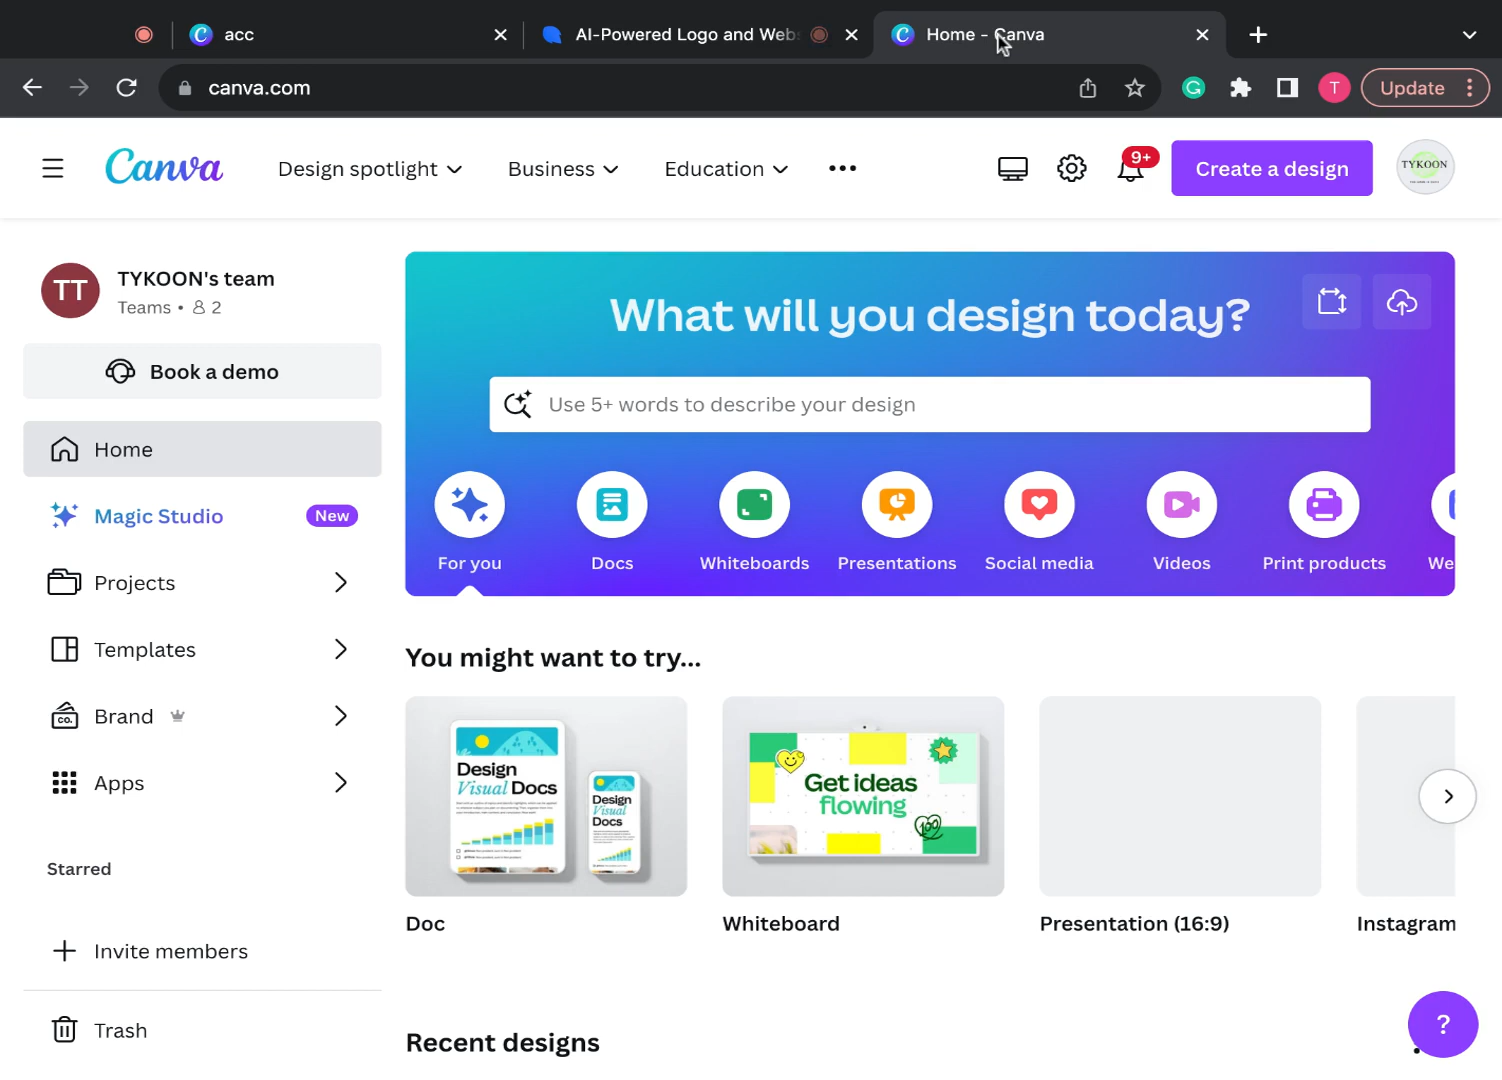 acc
AI-Powered Logo and Webs
Home - Canva
canva.com
G
T
Update
Canva
Design spotlight
Business
Education
9+
Create a design
TYKOON
TT
TYKOON's team
Teams • 2
Book a demo
Home
Magic Studio
New
Projects
Templates
CO.
Brand
Apps
Starred
Invite members
Trash
What will you design today?
Use 5+ words to describe your design
For you
Docs
Whiteboards
Presentations
Social media
Videos
Print products
We
You might want to try...
Design
Visual Docs
Design
Visual
Docs
Get ideas
flowing
100
Doc
Whiteboard
Presentation (16:9)
Instagram
Recent designs
?